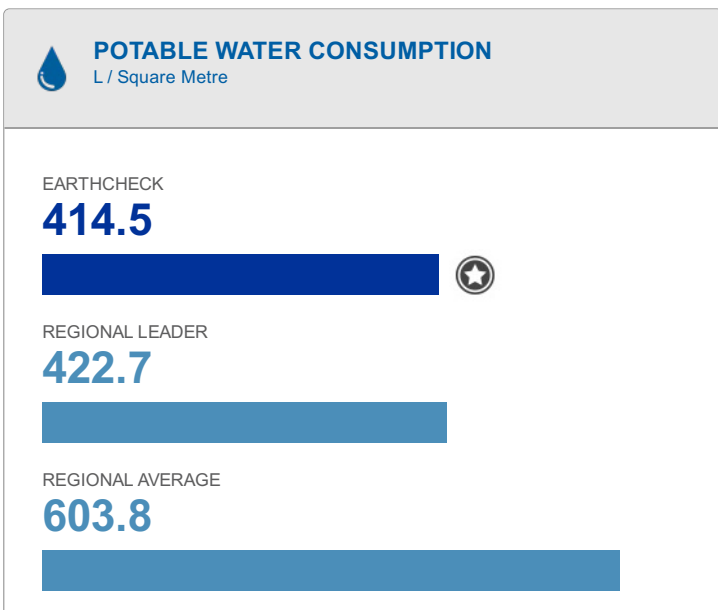 POTABLE WATER CONSUMPTION
L / Square Metre
EARTHCHECK
414.5
REGIONAL LEADER
422.7
REGIONAL AVERAGE
603.8